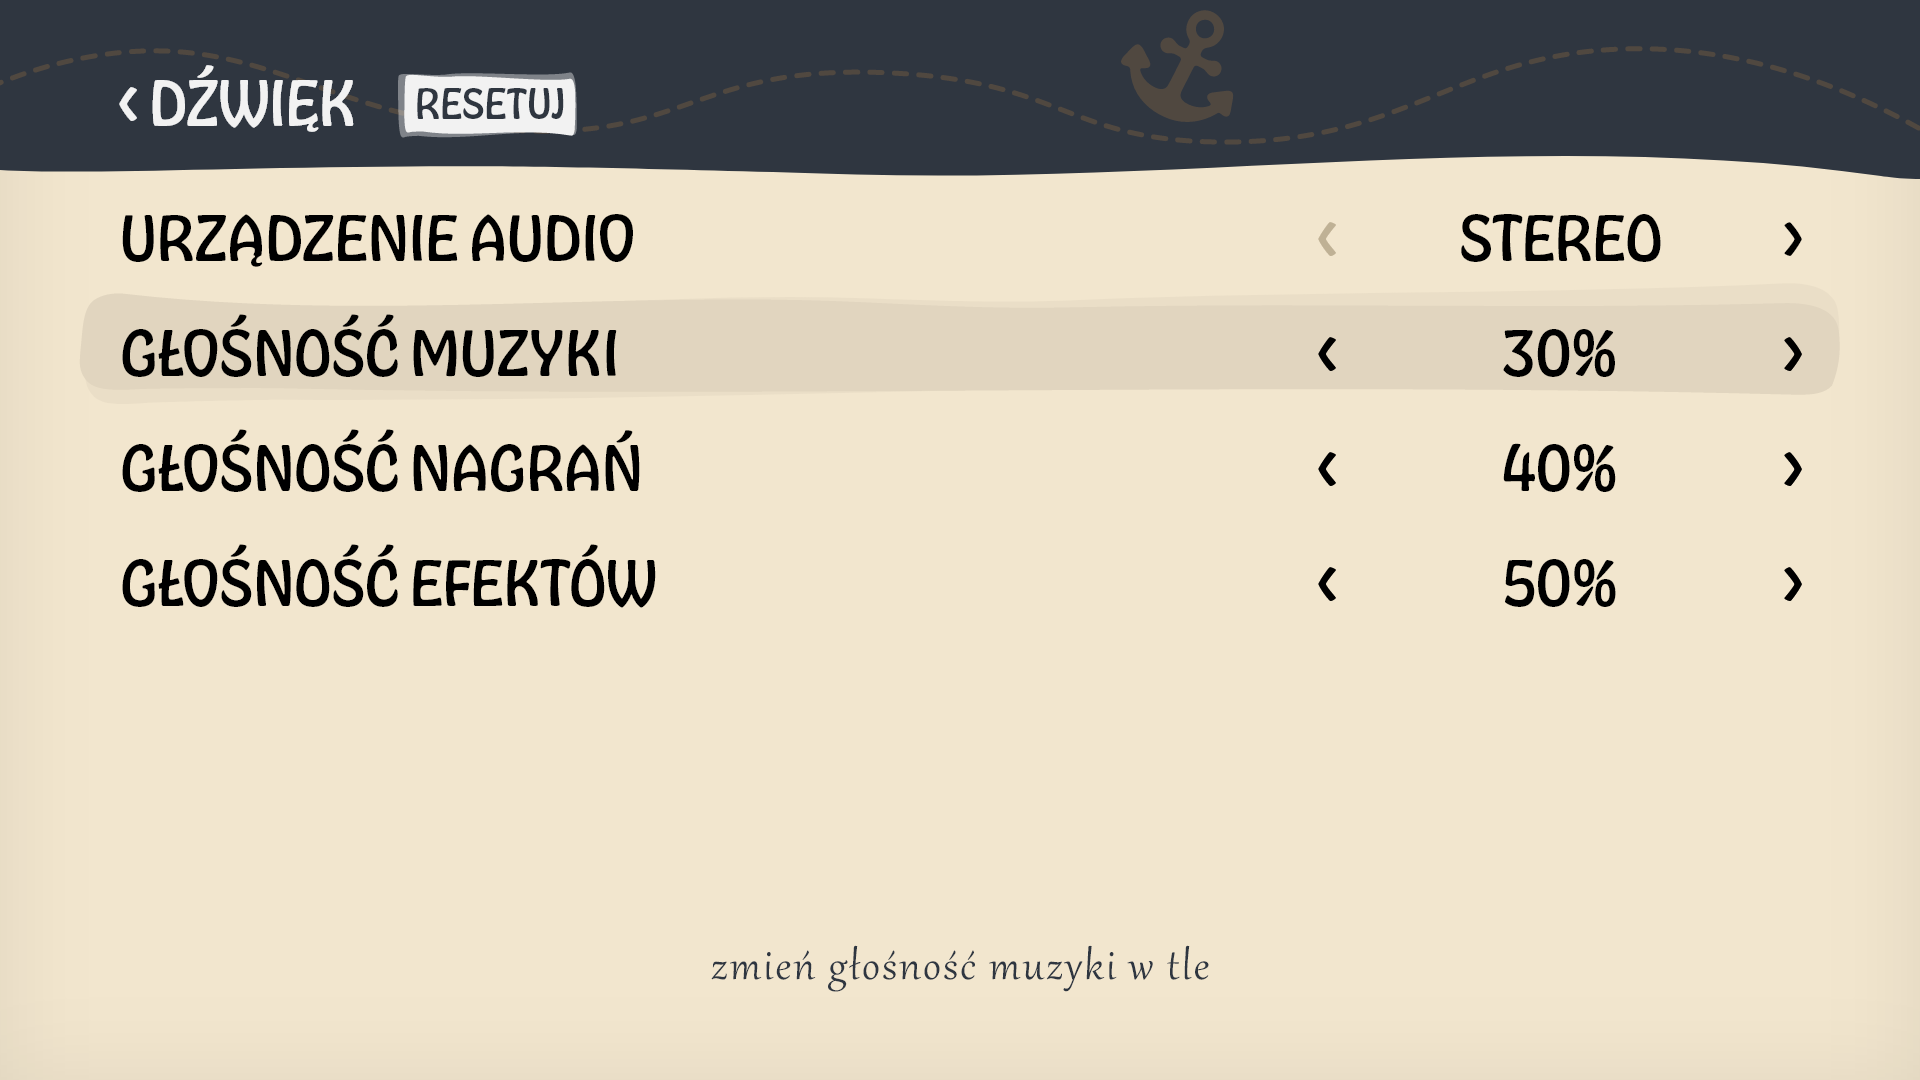 DŹWIĘK RESETUJ
URZĄDZENIE AUDIO STEREO
GŁOŚNOŚĆ MUZYKI 30%
GŁOŚNOŚĆ NAGRAŃ 40%
GŁOŚNOŚĆ EFEKTÓW 50%
zmień głośność muzyki w tle